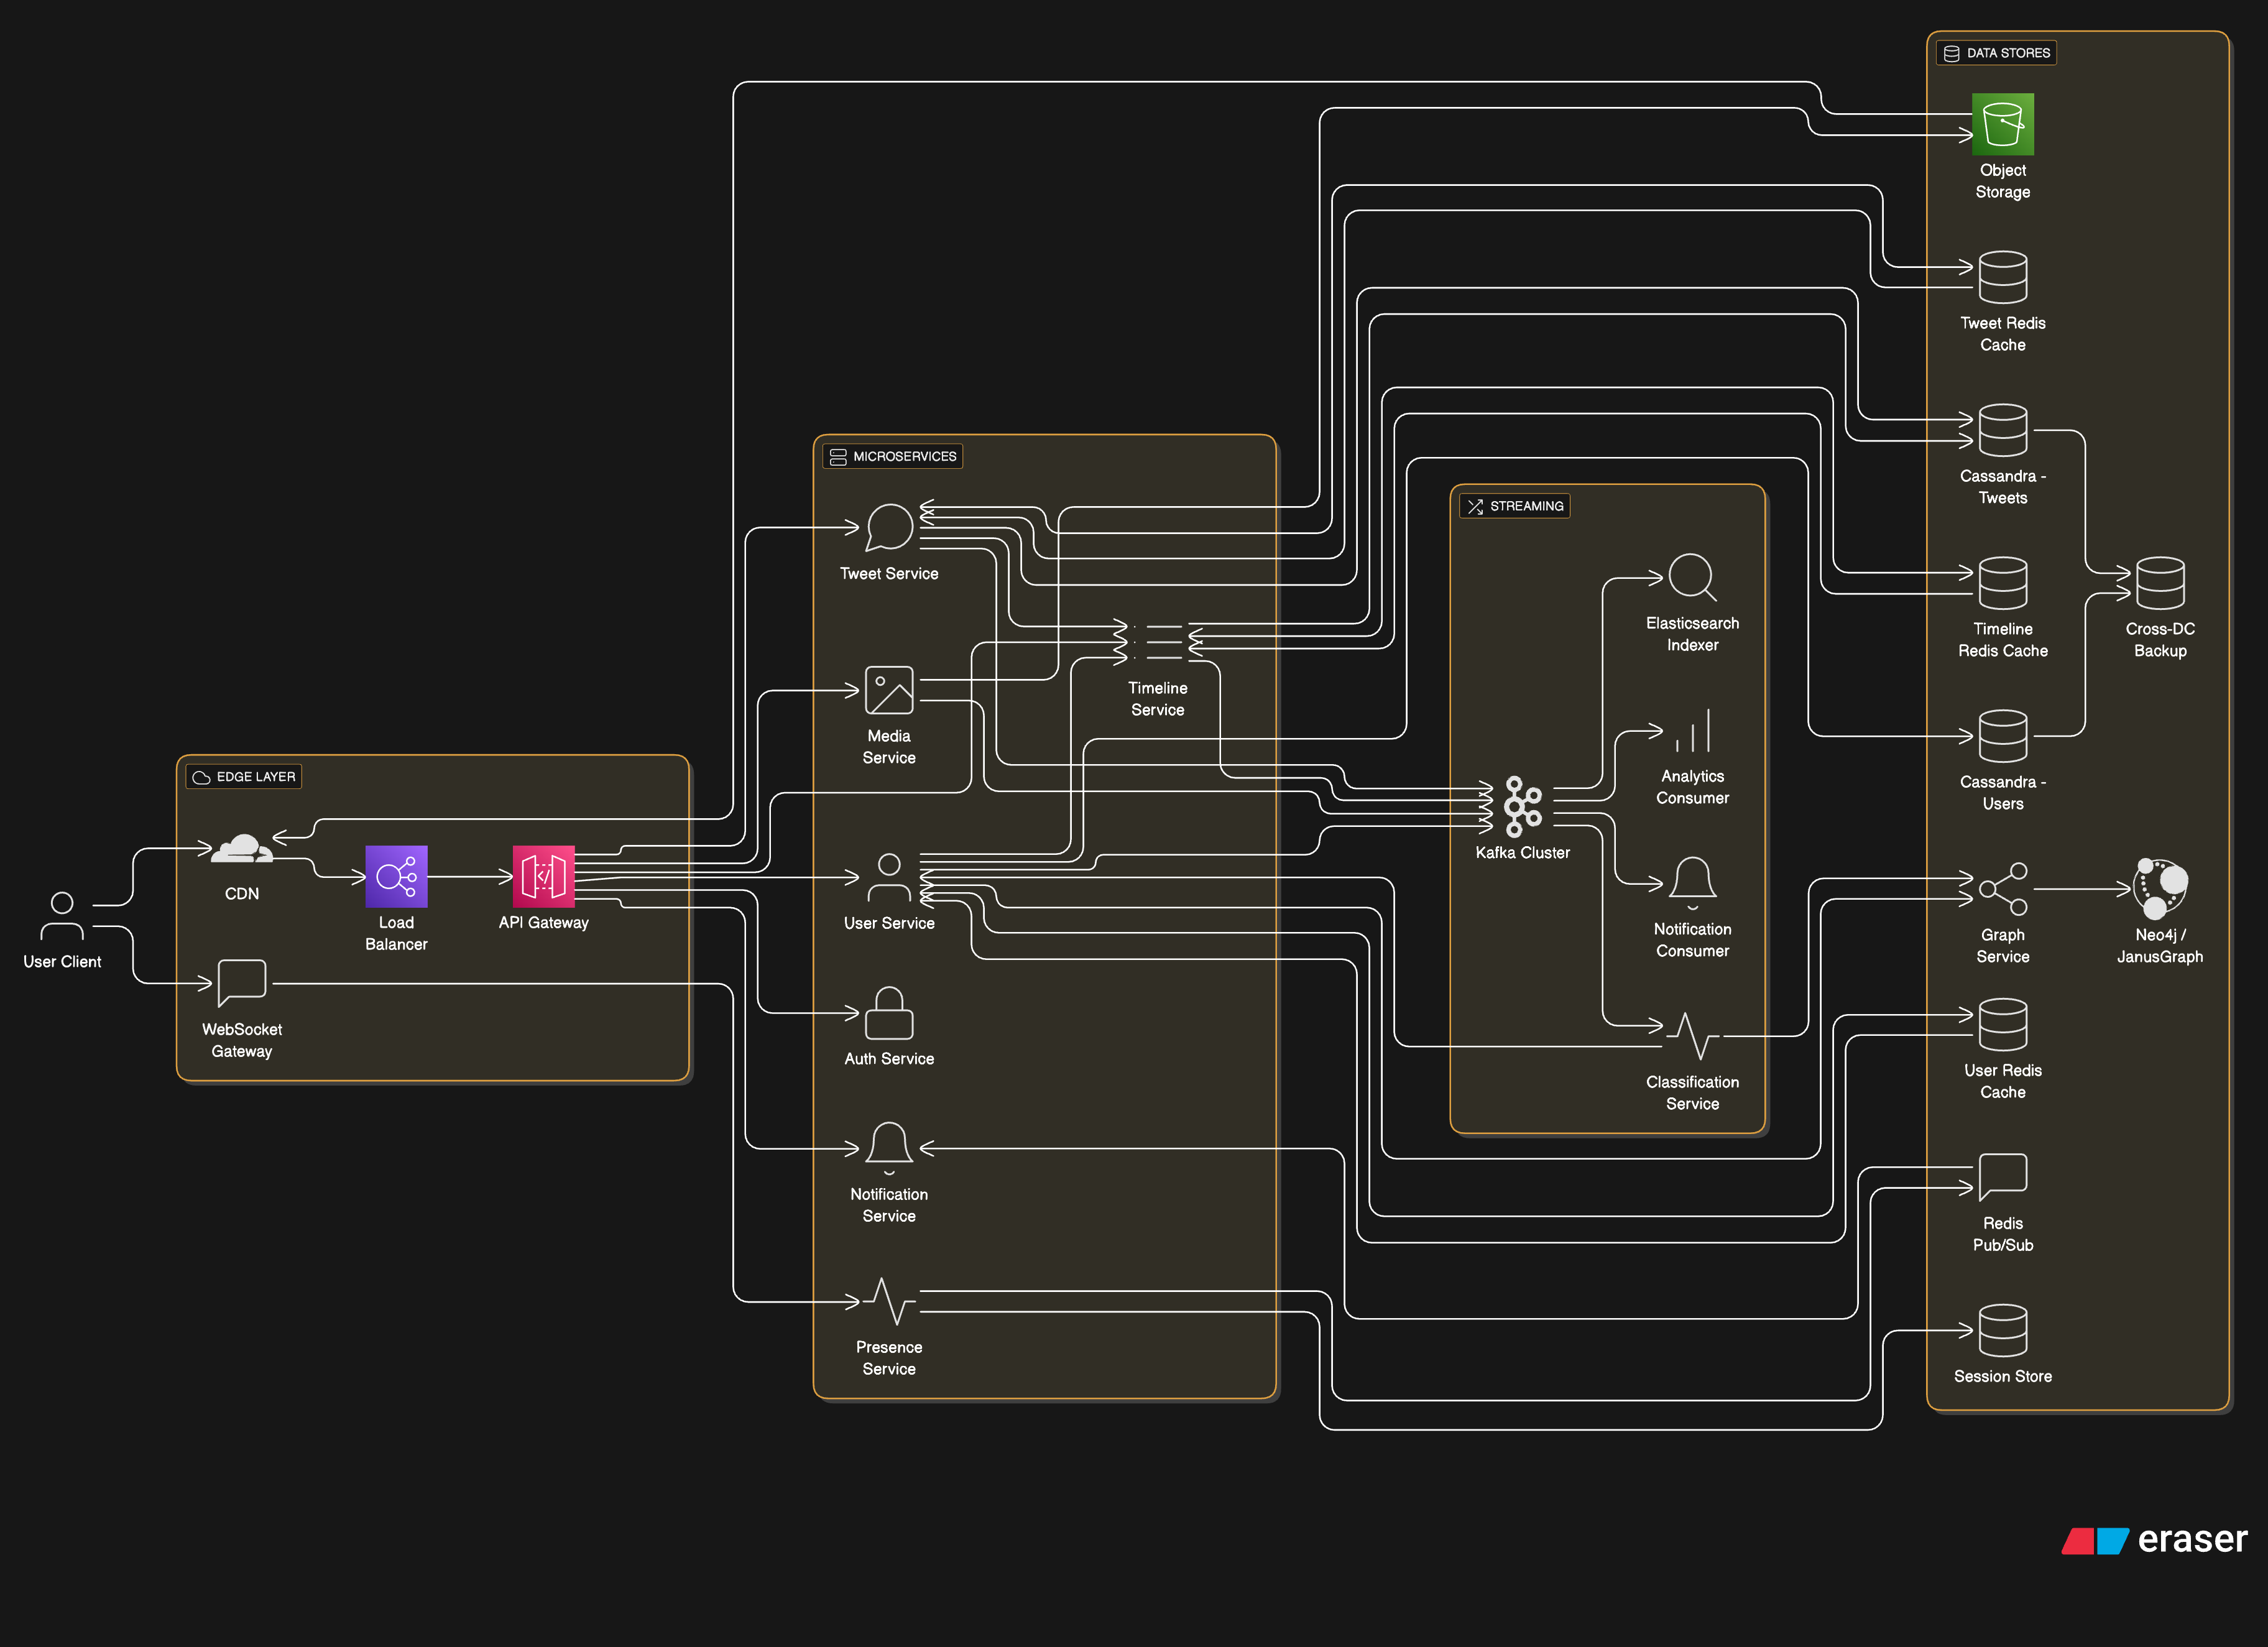 DATA STORES
Object
Storage
Tweet Redis
Cache
Cassandra -
Tweets
Timeline
Redis Cache
Cross-DC
Backup
Cassandra -
Users
Graph
Service
Neo4j /
JanusGraph
User Redis
Cache
Redis
Pub/Sub
Session Store
MICROSERVICES
Tweet Service
Timeline
Service
Media
Service
User Service
Auth Service
Notification
Service
Presence
Service
STREAMING
Elasticsearch
Indexer
Analytics
Consumer
Kafka Cluster
Notification
Consumer
Classification
Service
EDGE LAYER
CDN
Load
Balancer
API Gateway
WebSocket
Gateway
User Client
eraser